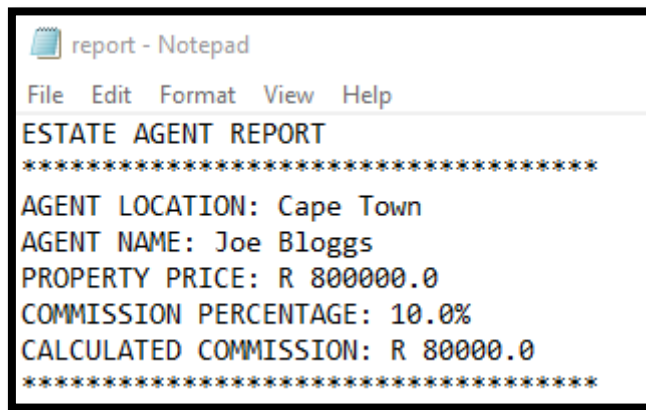 report - Notepad
File Edit Format View Help
ESTATE AGENT REPORT
************************************
AGENT LOCATION: Cape Town
AGENT NAME: Joe Bloggs
PROPERTY PRICE: R 800000.0
COMMISSION PERCENTAGE: 10.0%
CALCULATED COMMISSION: R 80000.0
************************************